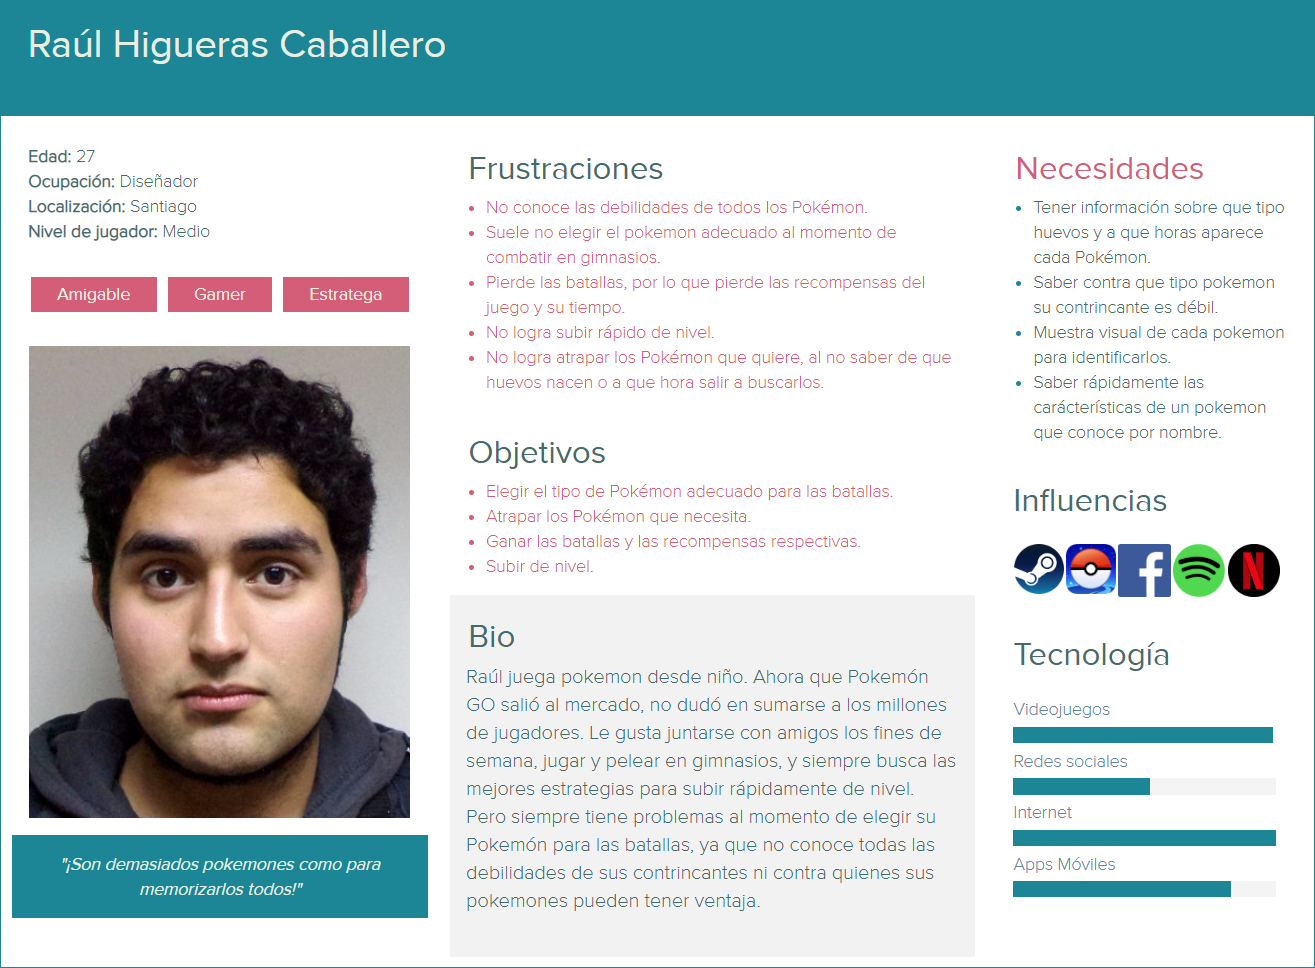 Raúl Higueras Caballero
Edad: 27
Ocupación: Diseñador
Localización: Santiago
Nivel de jugador: Medio
Amigable
Gamer
Estratega
"¡Son demasiados pokemones como para
memorizarlos todos!"
Frustraciones
• No conoce las debilidades de todos los Pokémon.
• Suele no elegir el pokemon adecuado al momento de
combatir en gimnasios.
• Pierde las batallas, por lo que pierde las recompensas del
juego y su tiempo.
• No logra subir rápido de nivel.
• No logra atrapar los Pokémon que quiere, al no saber de que
huevos nacen o a que hora salir a buscarlos.
Objetivos
• Elegir el tipo de Pokémon adecuado para las batallas.
• Atrapar los Pokémon que necesita.
• Ganar las batallas y las recompensas respectivas.
• Subir de nivel.
Bio
Raúl juega pokemon desde niño. Ahora que Pokemón
GO salió al mercado, no dudó en sumarse a los millones
de jugadores. Le gusta juntarse con amigos los fines de
semana, jugar y pelear en gimnasios, y siempre busca las
mejores estrategias para subir rápidamente de nivel.
Pero siempre tiene problemas al momento de elegir su
Pokemón para las batallas, ya que no conoce todas las
debilidades de sus contrincantes ni contra quienes sus
pokemones pueden tener ventaja.
Necesidades
• Tener información sobre que tipo
huevos y a que horas aparece
cada Pokémon.
• Saber contra que tipo pokemon
su contrincante es débil.
• Muestra visual de cada pokemon
para identificarlos.
• Saber rápidamente las
carácterísticas de un pokemon
que conoce por nombre.
Influencias
f
N
Tecnología
Videojuegos
Redes sociales
Internet
Apps Móviles